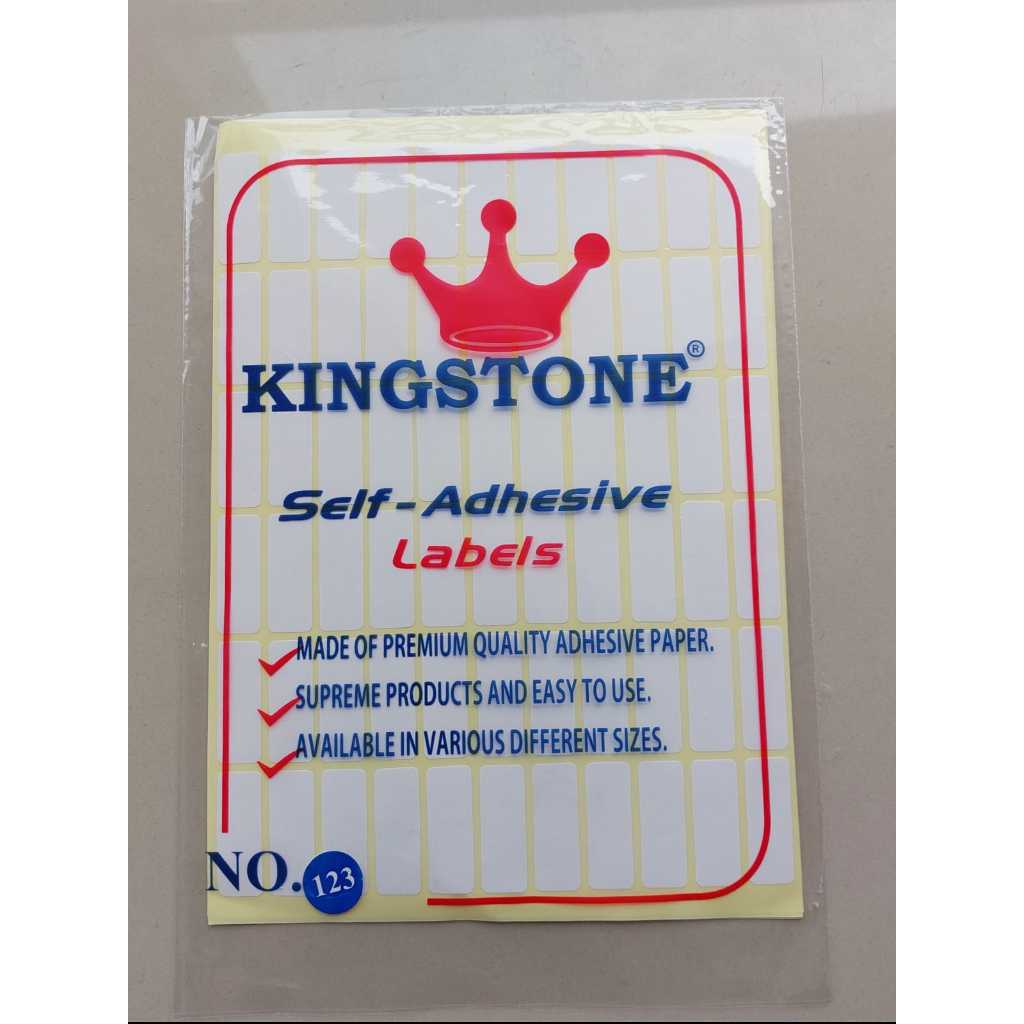 KINGSTONE®
Self-Adhesive
Labels
MADE OF PREMIUM QUALITY ADHESIVE PAPER.
SUPREME PRODUCTS AND EASY TO USE.
AVAILABLE IN VARIOUS DIFFERENT SIZES.
NO. 123